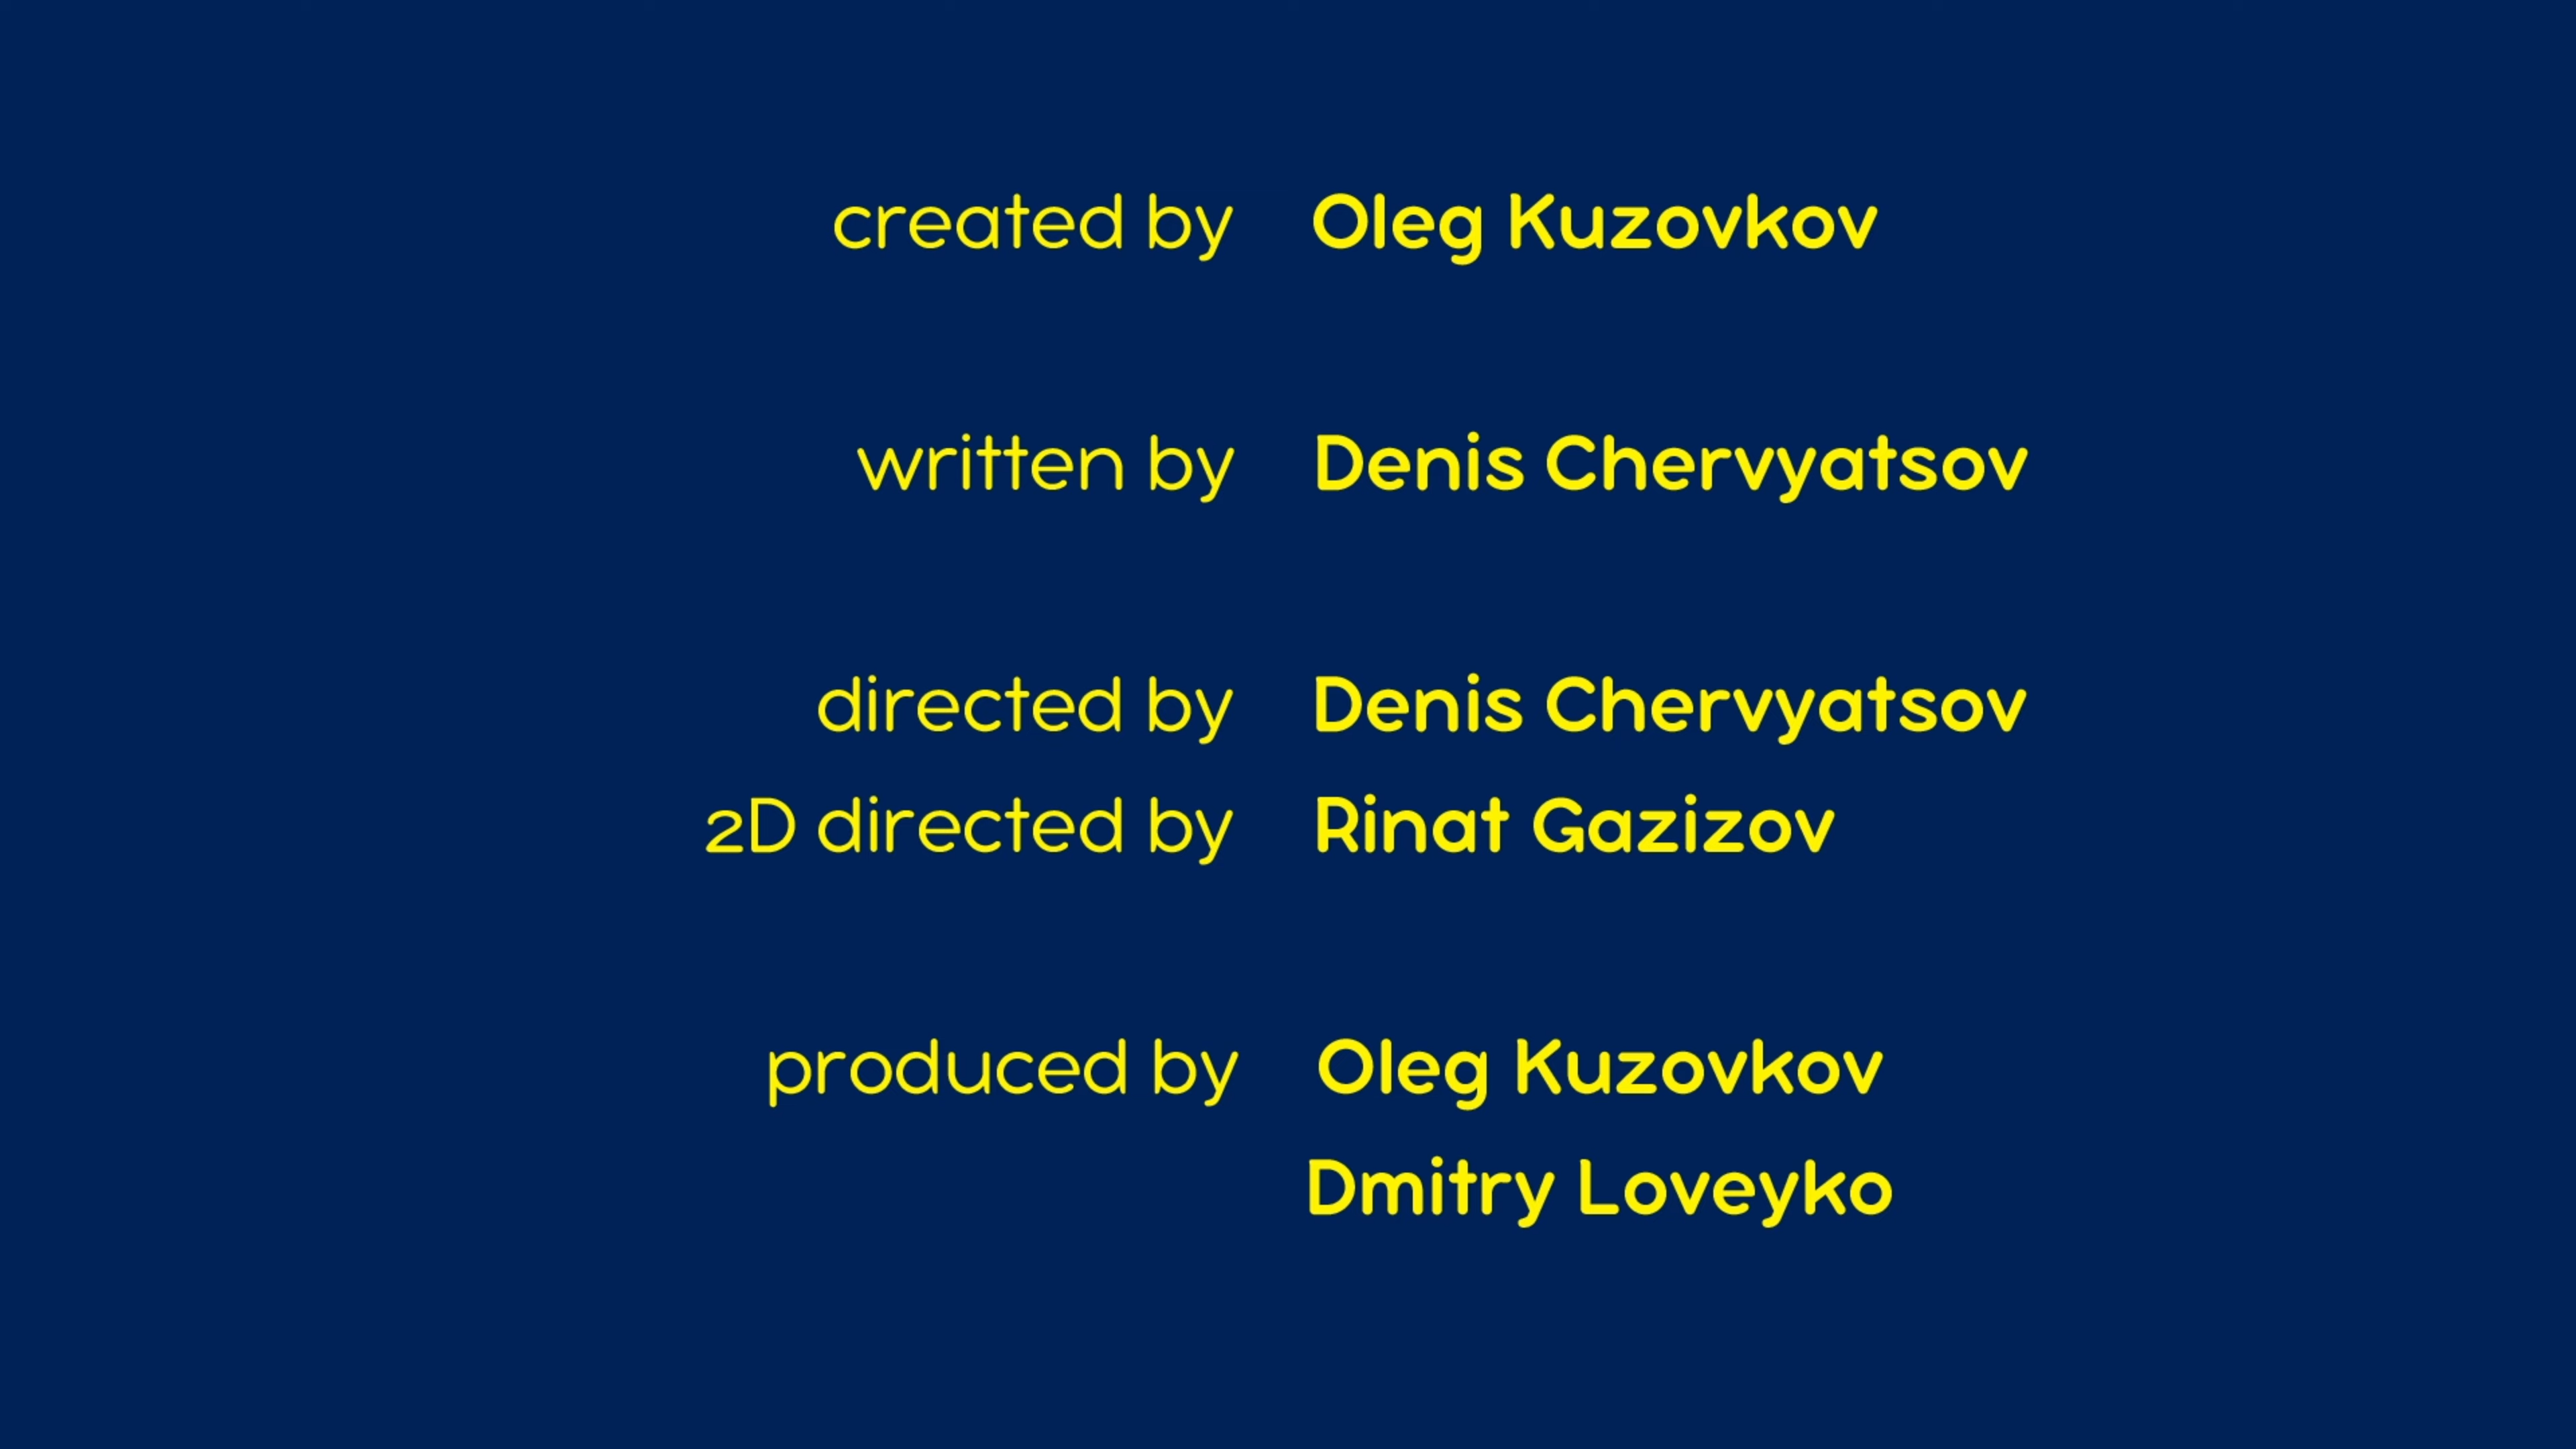 created by Oleg Kuzovkov
written by Denis Chervyatsov
directed by Denis Chervyatsov
2D directed by Rinat Gazizov
produced by Oleg Kuzovkov
Dmitry Loveyko